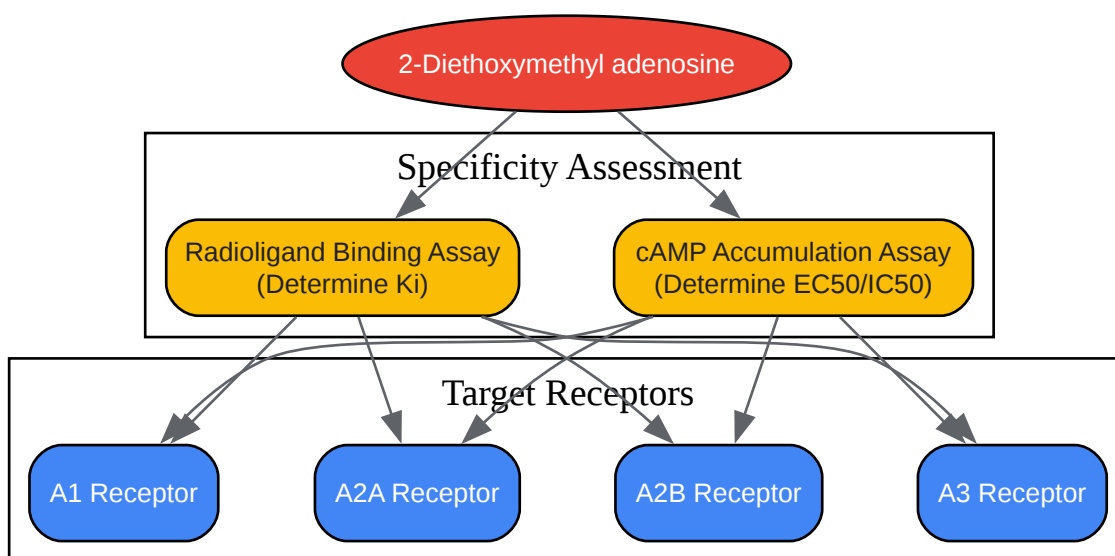 2-Diethoxymethyl adenosine
Specificity Assessment
Radioligand Binding Assay
(Determine Ki)
cAMP Accumulation Assay
(Determine EC50/IC50)
Target Receptors
A1 Receptor
A2A Receptor
A2B Receptor
A3 Receptor